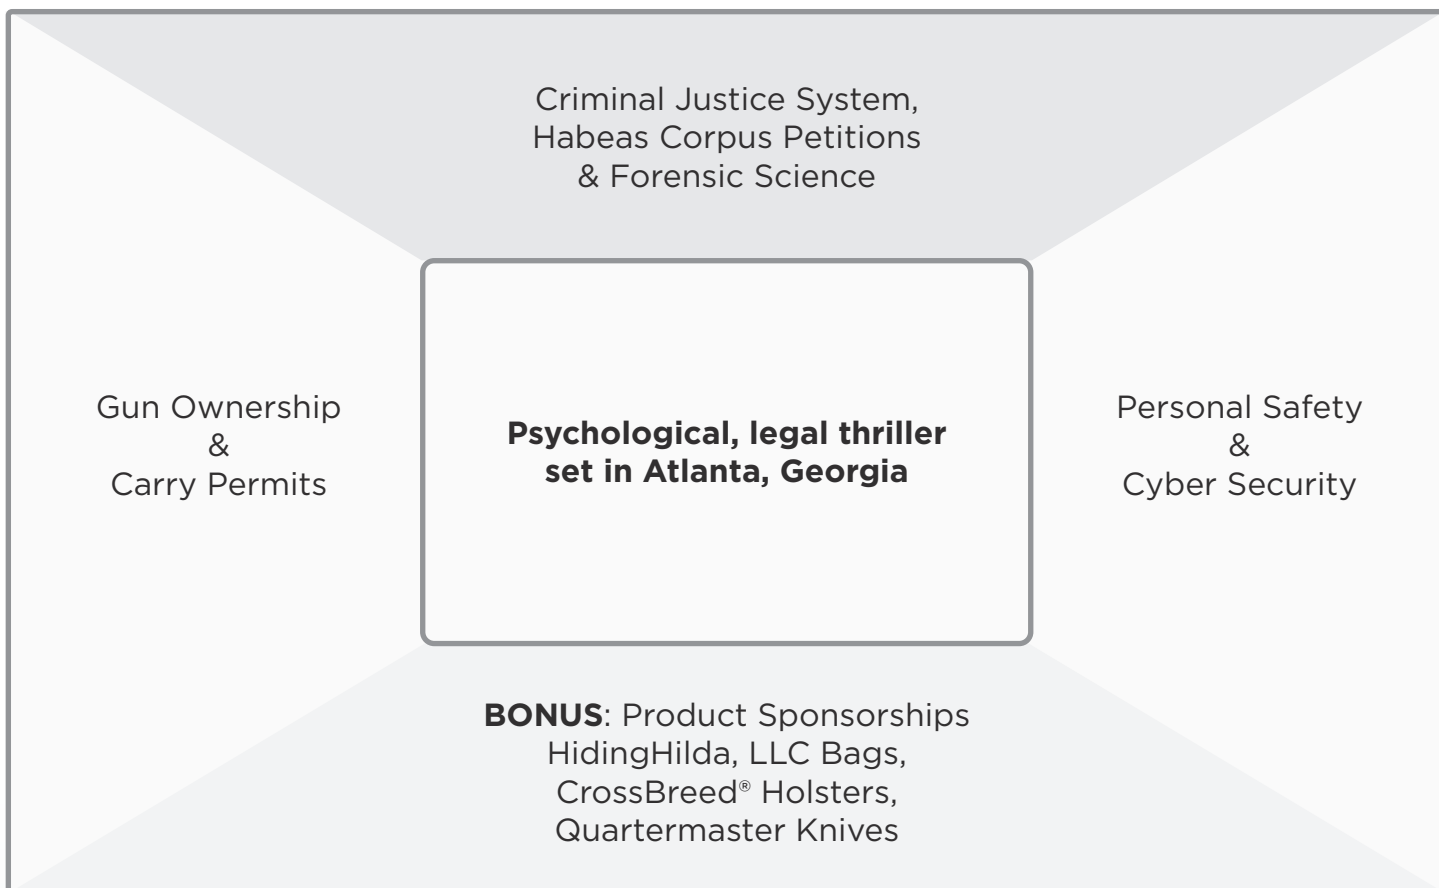 Criminal Justice System,
Habeas Corpus Petitions
& Forensic Science
Gun Ownership
&
Carry Permits
Psychological, legal thriller
set in Atlanta, Georgia
Personal Safety
&
Cyber Security
BONUS: Product Sponsorships
HidingHilda, LLC Bags,
CrossBreed® Holsters,
Quartermaster Knives